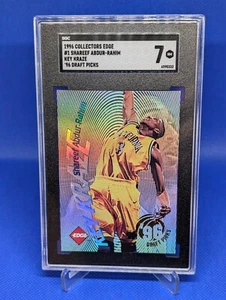 SGC
1996 COLLECTORS EDGE
#1 SHAREEF ABDUR-RAHIM
KEY KRAZE
'96 DRAFT PICKS
7
NM
Shareef Abdur-Rahim
EDGE
96
DRAFT PICKS